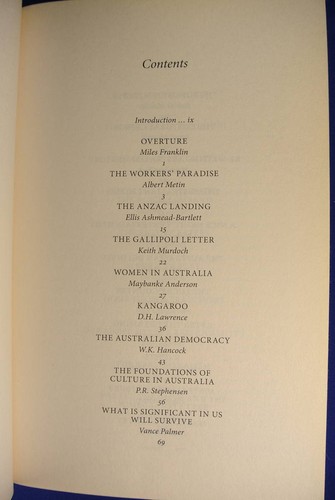 Contents
Introduction ... ix
OVERTURE
Miles Franklin
1
THE WORKERS' PARADISE
Albert Metin
3
THE ANZAC LANDING
Ellis Ashmead-Bartlett
15
THE GALLIPOLI LETTER
Keith Murdoch
22
WOMEN IN AUSTRALIA
Maybanke Anderson
27
KANGAROO
D.H. Lawrence
36
THE AUSTRALIAN DEMOCRACY
W.K. Hancock
43
THE FOUNDATIONS OF
CULTURE IN AUSTRALIA
P.R. Stephensen
56
WHAT IS SIGNIFICANT IN US
WILL SURVIVE
Vance Palmer
69